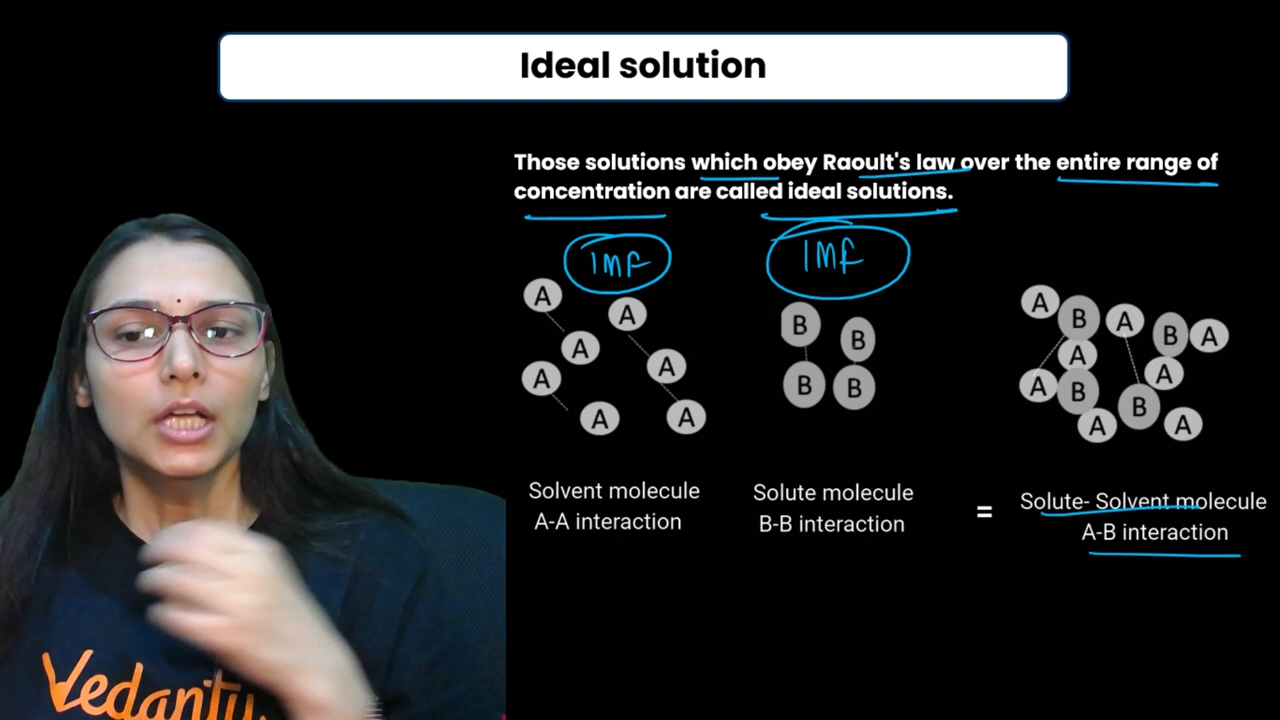 Ideal solution
Those solutions which obey Raoult's law over the entire range of
concentration are called ideal solutions.
IMF IMF
A A A A A A A
B B B B
A B A B A A A B A B A A
Solvent molecule
A-A interaction
Solute molecule
B-B interaction
=
Solute- Solvent molecule
A-B interaction
Vedantu